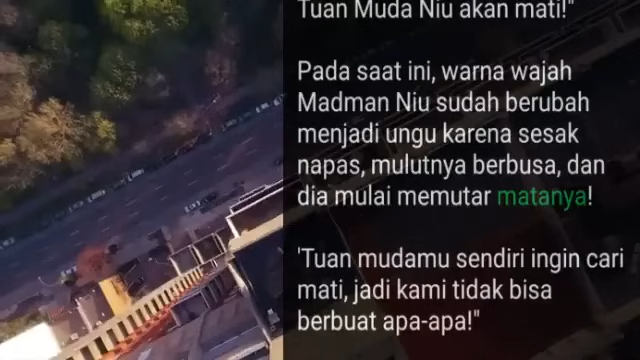 Tuan Muda Niu akan mati!"
Pada saat ini, warna wajah
Madman Niu sudah berubah
menjadi ungu karena sesak
napas, mulutnya berbusa, dan
dia mulai memutar matanya!
'Tuan mudamu sendiri ingin cari
mati, jadi kami tidak bisa
berbuat apa-apa!"